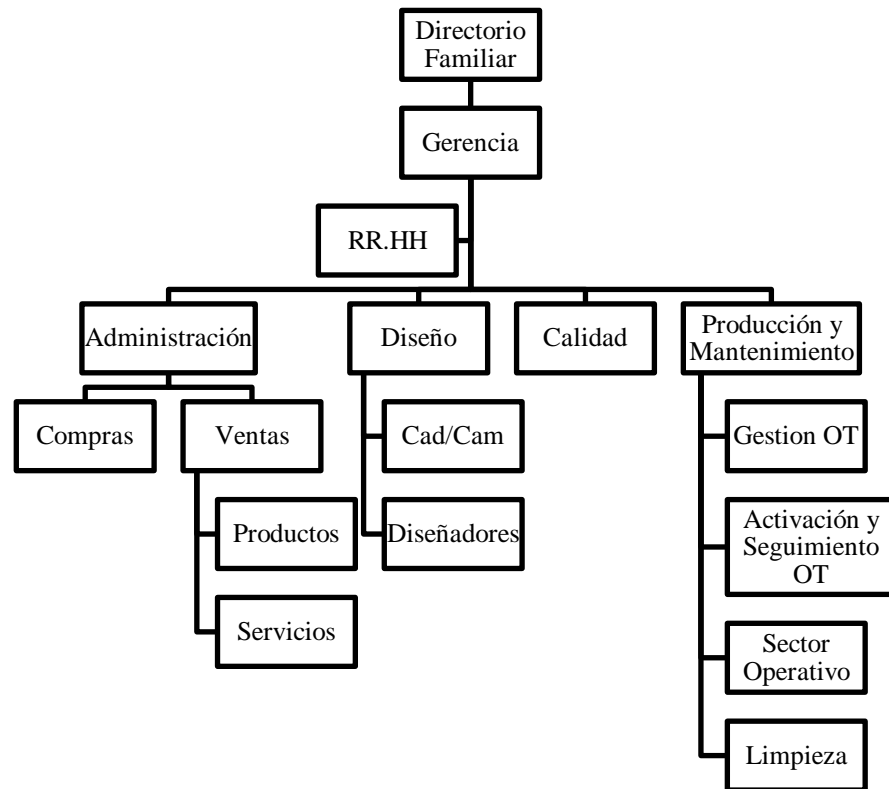 Directorio
Familiar
Gerencia
RR.HH
Administración
Diseño
Calidad
Producción y
Mantenimiento
Compras
Ventas
Cad/Cam
Gestion OT
Productos
Diseñadores
Activación y
Seguimiento
OT
Servicios
Sector
Operativo
Limpieza